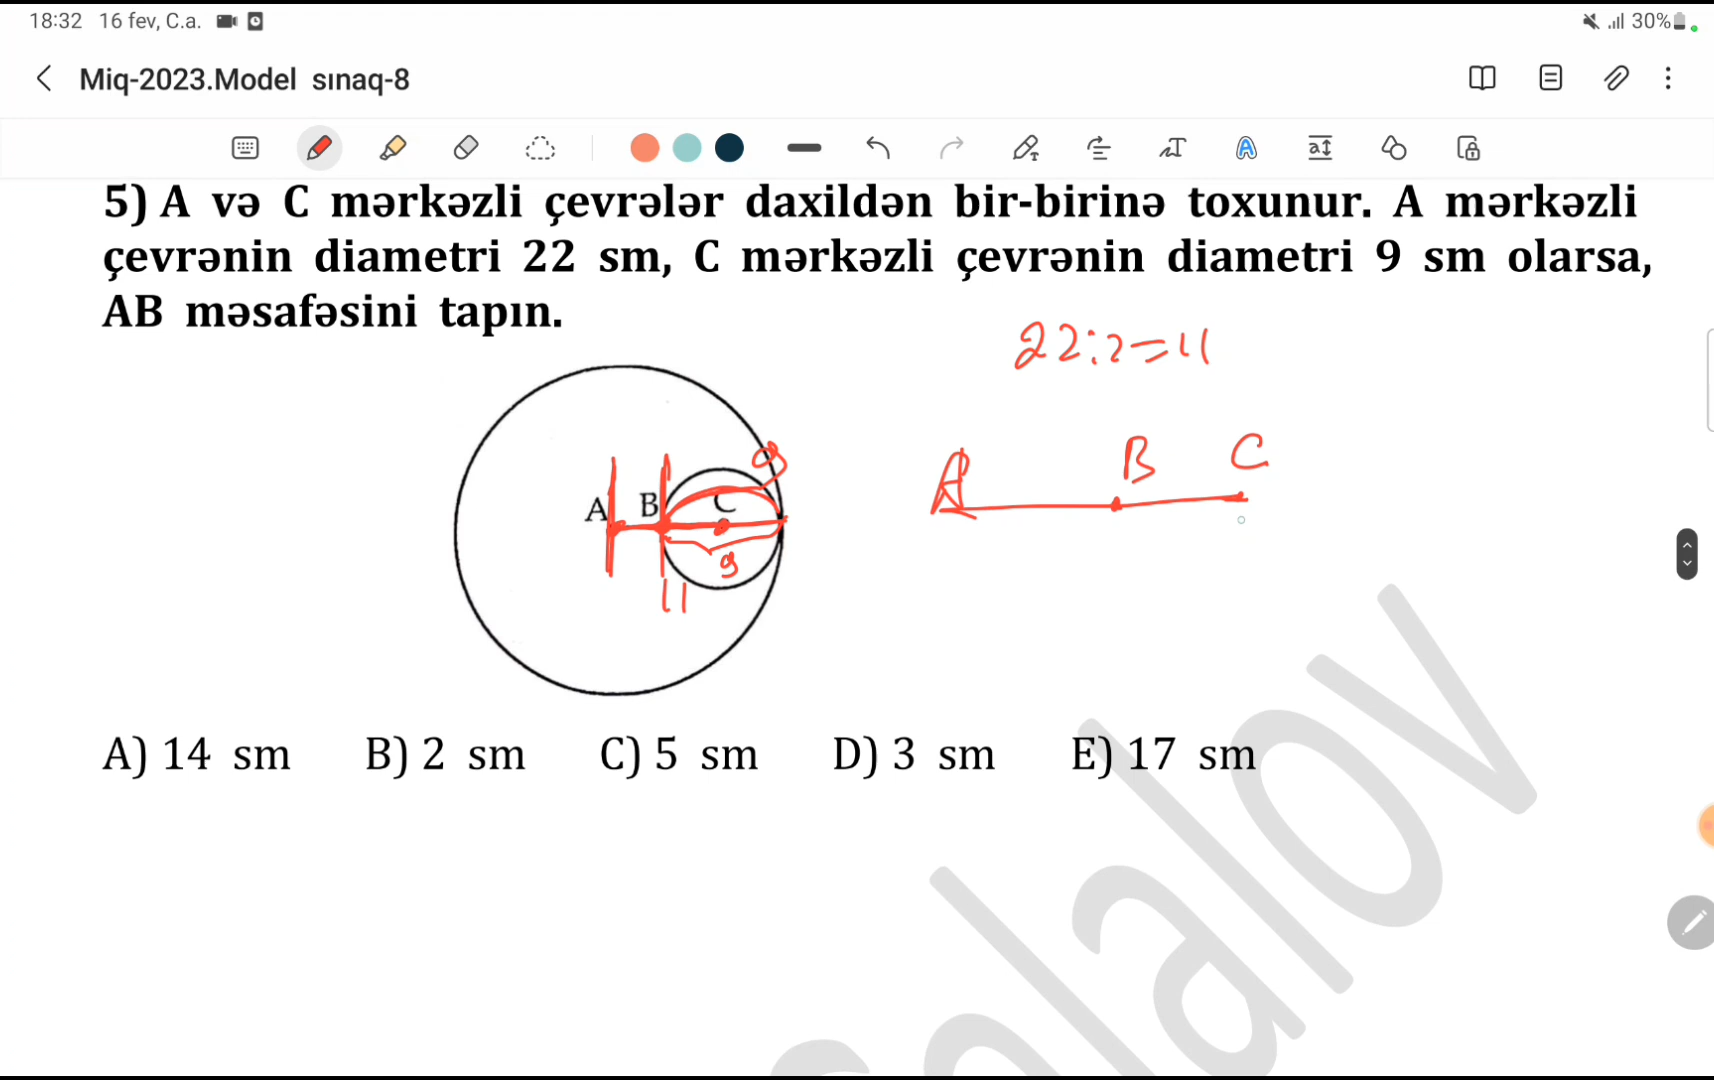 18:32 16 fev, C.a.
30%
Miq-2023.Model sınaq-8
5) A və C mərkəzli çevrələr daxildən bir-birinə toxunur. A mərkəzli
çevrənin diametri 22 sm, C mərkəzli çevrənin diametri 9 sm olarsa,
AB məsafəsini tapın.
22:2=11
A B C
9
A B C
9
11
A) 14 sm B) 2 sm C) 5 sm D) 3 sm E) 17 sm
alov